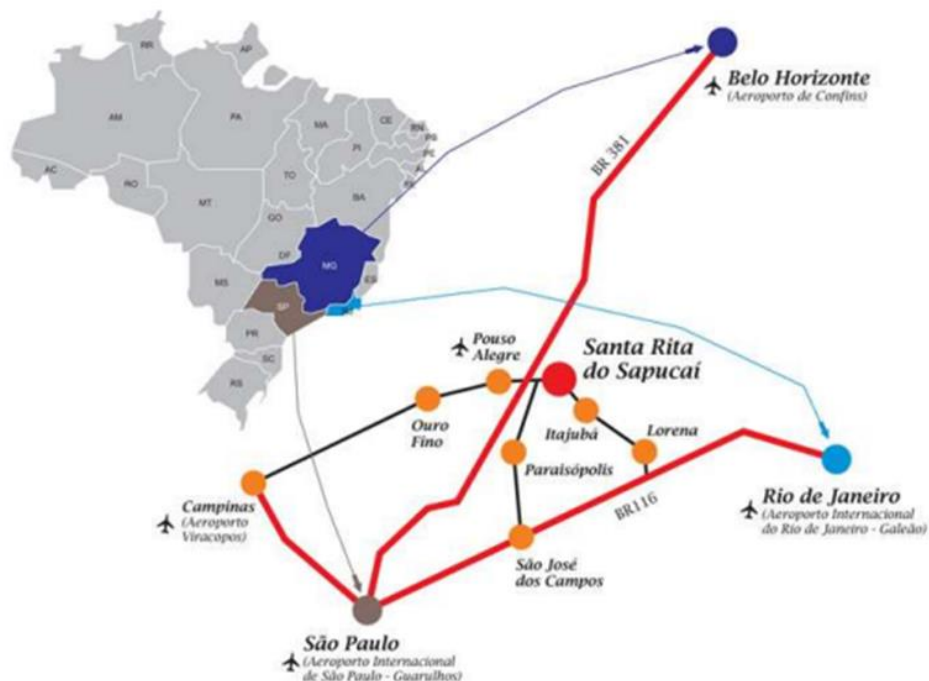 RR
AP
AM
PA
MA
CE
RN
PB
PE
PI
AC
RO
TO
MT
BA
GO
DF
MG
MS
ES
SP
PR
SC
RS
Belo Horizonte
(Aeroporto de Confins)
BR 381
Pouso
Alegre
Santa Rita
do Sapucaí
Ouro
Fino
Itajubá
Lorena
Paraisópolis
Campinas
(Aeroporto
Viracopos)
BR116
Rio de Janeiro
(Aeroporto Internacional
do Rio de Janeiro - Galeão)
São José
dos Campos
São Paulo
(Aeroporto Internacional
de São Paulo - Guarulhos)